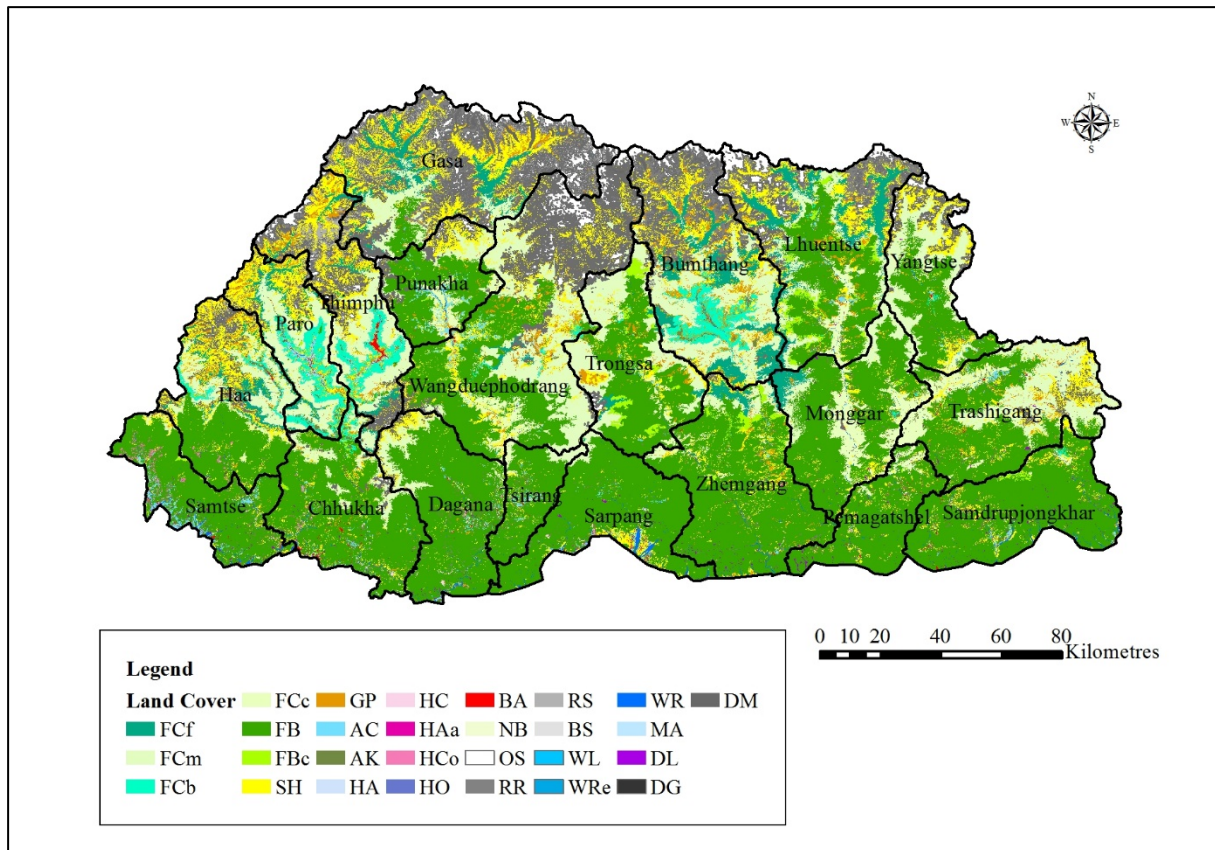 N
W E
S
Gasa
Lhuentse
Yangtse
Bumthang
Punakha
Thimphu
Paro
Trongsa
Wangduephodrang
Haa
Monggar
Trashigang
Zhemgang
Samtse
Chhukha
Dagana
Tsirang
Sarpang
Pemagatshel
Samdrupjongkhar
0 10 20 40 60 80
Kilometres
Legend
Land Cover FCc GP HC BA RS WR DM
FCf FB AC HAa NB BS MA
FCm FBc AK HCo OS WL DL
FCb SH HA HO RR WRe DG